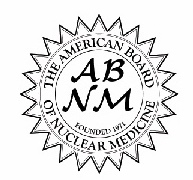 THE AMERICAN BOARD
OF NUCLEAR MEDICINE
AB
NM
FOUNDED 1971